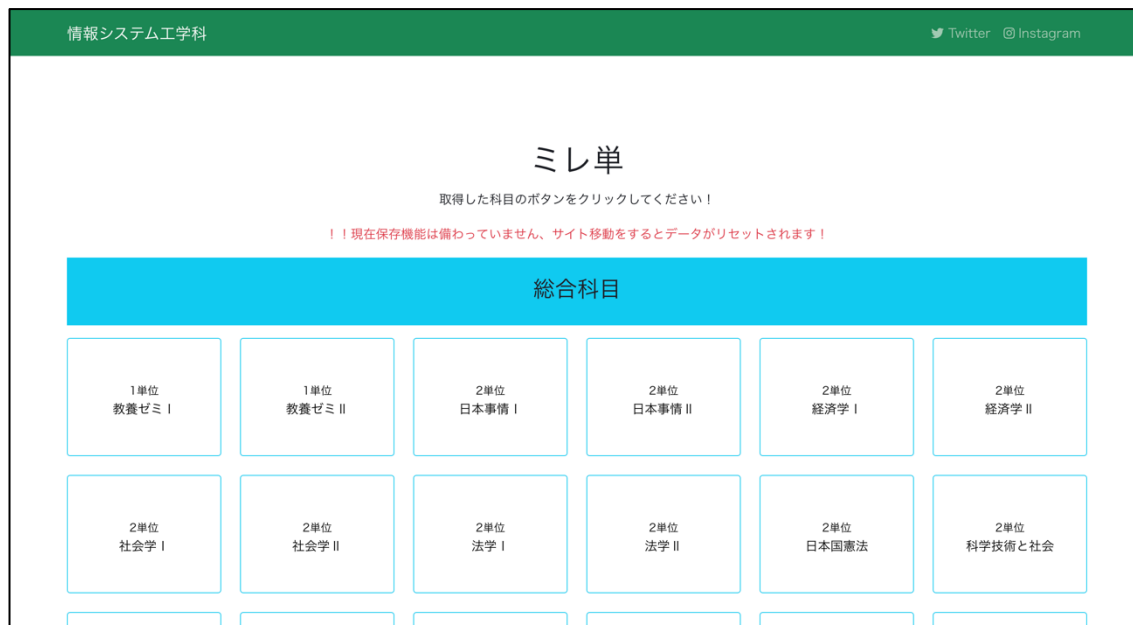 情報システム工学科
Twitter Instagram
ミレ単
取得した科目のボタンをクリックしてください！
！！現在保存機能は備わっていません、サイト移動をするとデータがリセットされます！
総合科目
1単位 1単位 2単位 2単位 2単位 2単位
教養ゼミⅠ 教養ゼミⅡ 日本事情Ⅰ 日本事情Ⅱ 経済学Ⅰ 経済学Ⅱ
2単位 2単位 2単位 2単位 2単位 2単位
社会学Ⅰ 社会学Ⅱ 法学Ⅰ 法学Ⅱ 日本国憲法 科学技術と社会